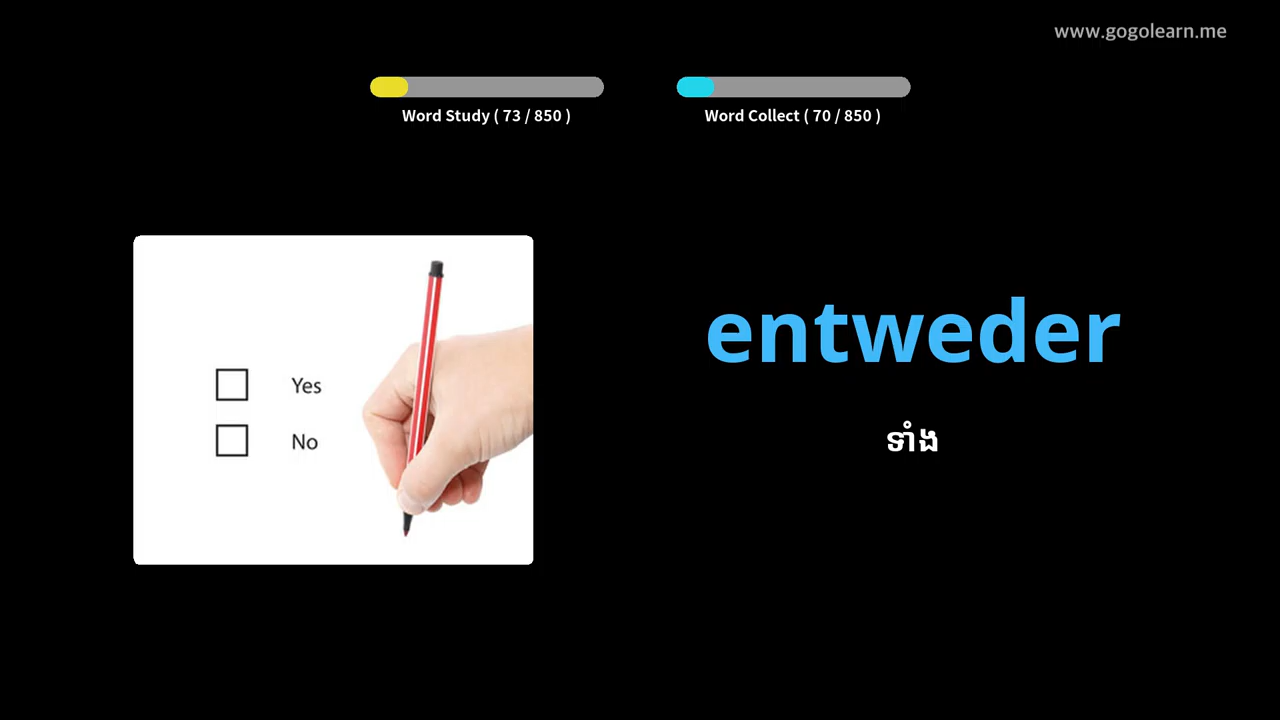 www.gogolearn.me
Word Study ( 73 / 850 )
Word Collect ( 70 / 850 )
Yes
No
entweder
ទាំង